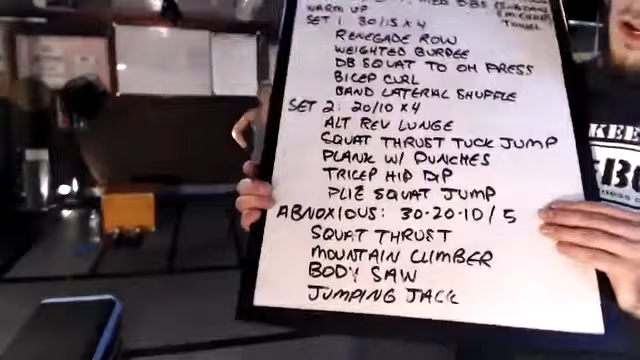 WARM UP
SET 1: 30/15 X 4
RENEGADE ROW
WEIGHTED BURPEE
DB SQUAT TO OH PRESS
BICEP CURL
BAND LATERAL SHUFFLE
SET 2: 20/10 X 4
ALT REV LUNGE
SQUAT THRUST TUCK JUMP
PLANK W/ PUNCHES
TRICEP HIP DIP
PLIE SQUAT JUMP
ABNOXIOUS: 30-20-10/5
SQUAT THRUST
MOUNTAIN CLIMBER
BODY SAW
JUMPING JACK